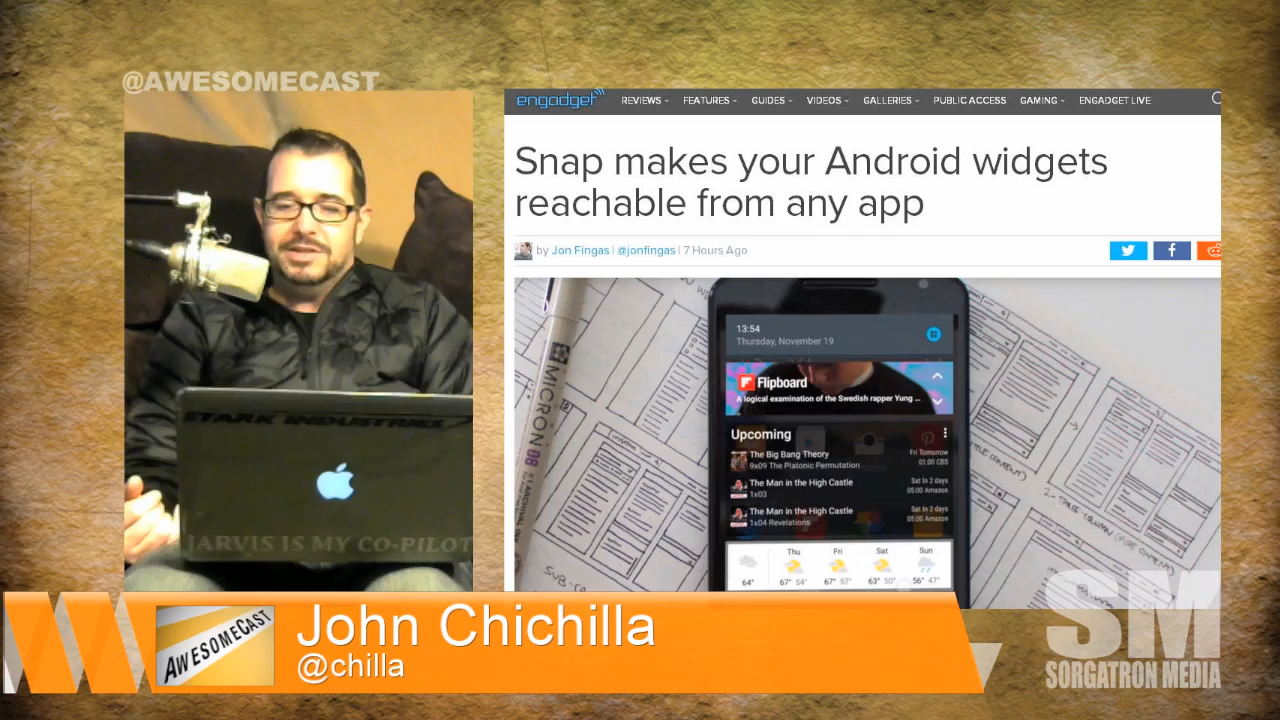 @AWESOMECAST
engadget
REVIEWS FEATURES GUIDES VIDEOS GALLERIES PUBLIC ACCESS GAMING ENGADGET LIVE
Snap makes your Android widgets
reachable from any app
by Jon Fingas | @jonfingas | 7 Hours Ago
13:54
Thursday, November 19
Flipboard
A logical examination of the Swedish rapper Yung ...
Upcoming
The Big Bang Theory Fri Tomorrow
9x09 The Platonic Permutation 01:00 CBS
The Man in the High Castle Sat In 2 days
1x03 05:00 Amazon
The Man in the High Castle Sat In 2 days
1x04 Revelations 05:00 Amazon
Thu Fri Sat Sun
64° 67° 54° 67° 57° 63° 50° 56° 47°
MICRON 08
STARK INDUSTRIES
JARVIS IS MY CO-PILOT
AWESOMECAST
John Chichilla
@chilla
SM
SORGATRON MEDIA